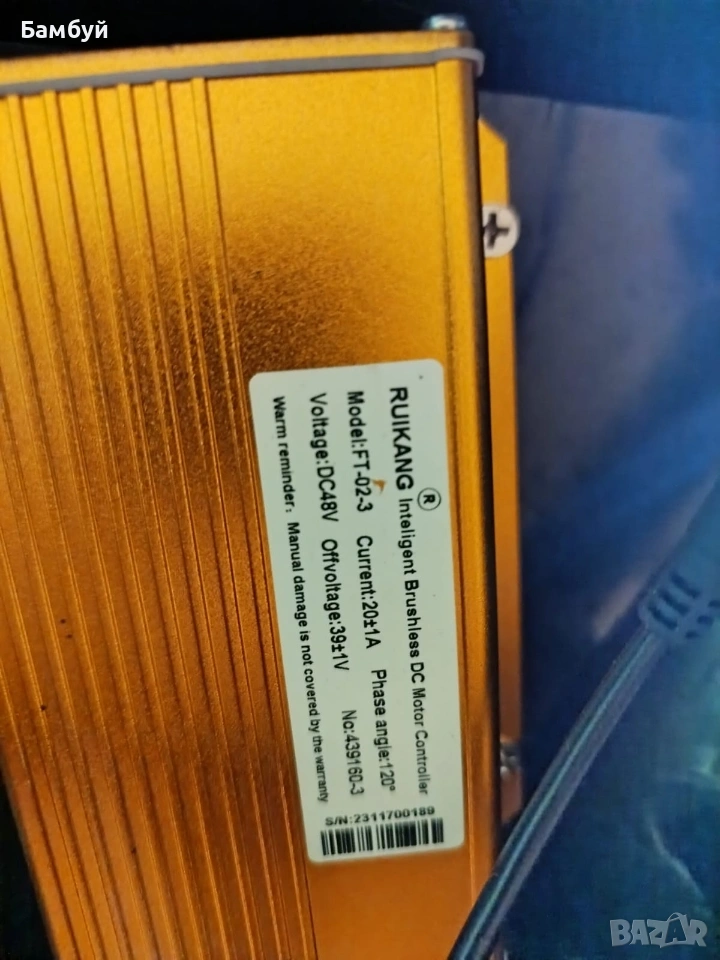 Бамбуй
RUIKANG® Inteligent Brushless DC Motor Controller
Model:FT-02-3 Current:20±1A Phase angle:120°
Voltage:DC48V Offvoltage:39±1V No:439160-3
Warm reminder: Manual damage is not covered by the warranty
S/N:2311700189
BAZAR